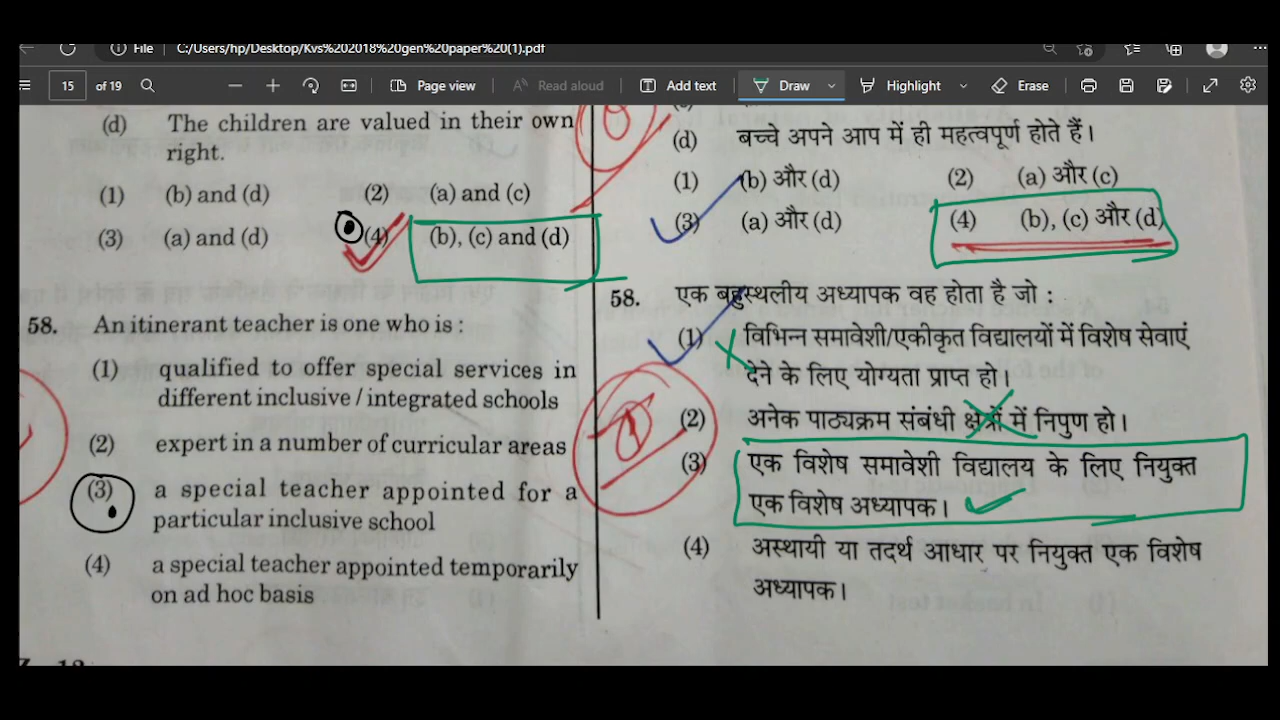 File
C:/Users/hp/Desktop/Kvs%202018%20gen%20paper%20(1).pdf
15 of 19
Page view
Read aloud
Add text
Draw
Highlight
Erase
(d) The children are valued in their own
right.
(1) (b) and (d) (2) (a) and (c)
(3) (a) and (d) (4) (b), (c) and (d)
58. An itinerant teacher is one who is :
(1) qualified to offer special services in
different inclusive / integrated schools
(2) expert in a number of curricular areas
(3) a special teacher appointed for a
particular inclusive school
(4) a special teacher appointed temporarily
on ad hoc basis
(d) बच्चे अपने आप में ही महत्वपूर्ण होते हैं।
(1) (b) और (d) (2) (a) और (c)
(3) (a) और (d) (4) (b), (c) और (d)
58. एक बहुस्थलीय अध्यापक वह होता है जो :
(1) विभिन्न समावेशी/एकीकृत विद्यालयों में विशेष सेवाएं
देने के लिए योग्यता प्राप्त हो।
(2) अनेक पाठ्यक्रम संबंधी क्षेत्रों में निपुण हो।
(3) एक विशेष समावेशी विद्यालय के लिए नियुक्त
एक विशेष अध्यापक।
(4) अस्थायी या तदर्थ आधार पर नियुक्त एक विशेष
अध्यापक।